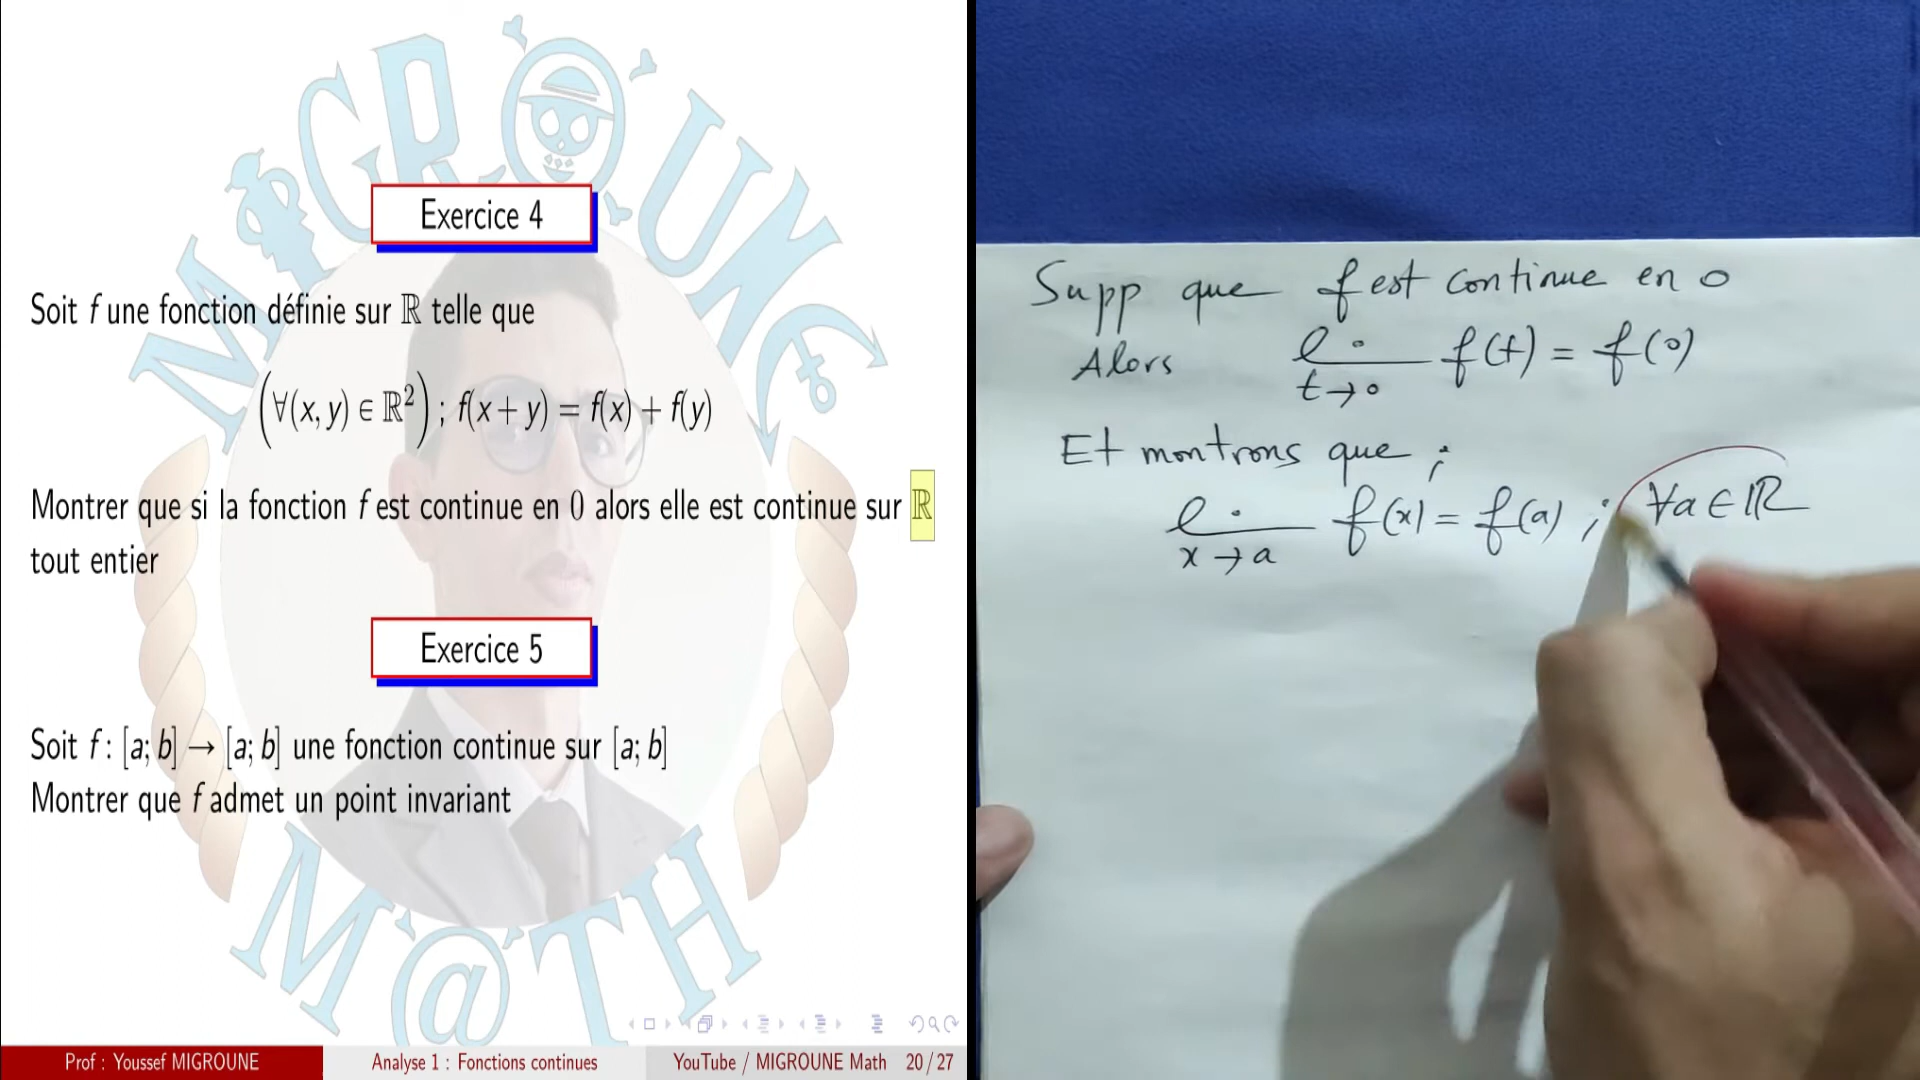 MIGROUNE
M@TH
Exercice 4
Soit f une fonction définie sur ℝ telle que
(∀(x, y) ∈ ℝ²) ; f(x + y) = f(x) + f(y)
Montrer que si la fonction f est continue en 0 alors elle est continue sur ℝ
tout entier
Exercice 5
Soit f : [a; b] → [a; b] une fonction continue sur [a; b]
Montrer que f admet un point invariant
Prof : Youssef MIGROUNE
Analyse 1 : Fonctions continues
YouTube / MIGROUNE Math 20 / 27
Supp que f est continue en 0
Alors
f(t) = f(0)
t → 0
Et montrons que ;
f(x) = f(a) ; ∀a ∈ ℝ
x → a